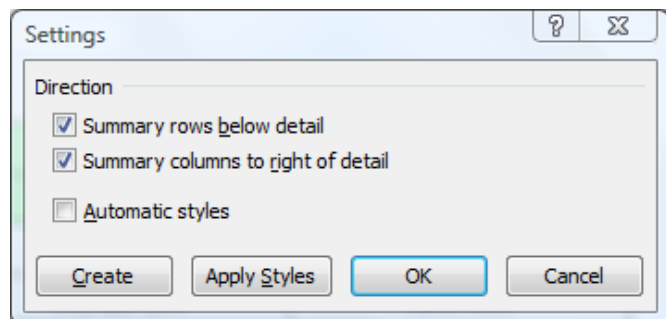 Settings
Direction
Summary rows below detail
Summary columns to right of detail
Automatic styles
Create Apply Styles OK Cancel